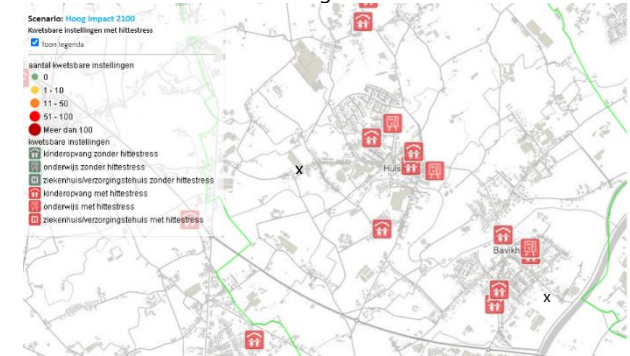 Scenario: Hoog impact 2100
Kwetsbare instellingen met hittestress
Toon legenda
aantal kwetsbare instellingen
0
1 - 10
11 - 50
51 - 100
Meer dan 100
kwetsbare instellingen
kinderopvang zonder hittestress
onderwijs zonder hittestress
H ziekenhuis/verzorgingstehuis zonder hittestress
kinderopvang met hittestress
onderwijs met hittestress
H ziekenhuis/verzorgingstehuis met hittestress
x
Huls
Bavikh
x